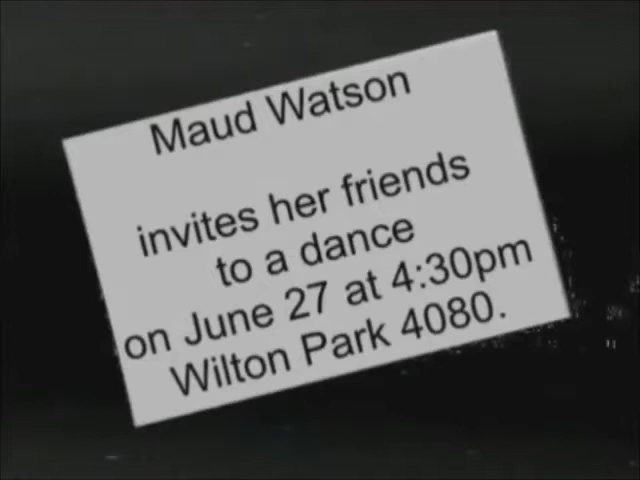 Maud Watson
invites her friends
to a dance
on June 27 at 4:30pm
Wilton Park 4080.